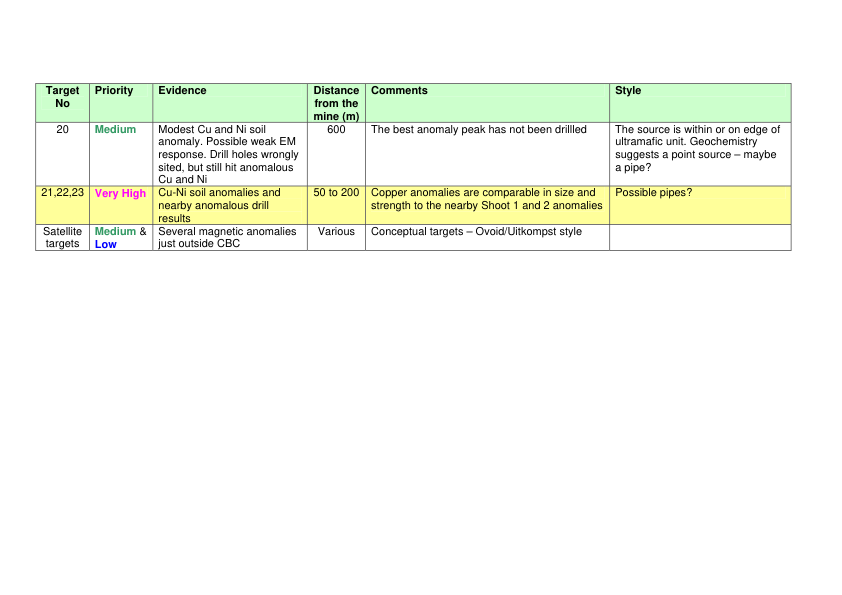 Target No
Priority
Evidence
Distance from the mine (m)
Comments
Style
20
Medium
Modest Cu and Ni soil
anomaly. Possible weak EM
response. Drill holes wrongly
sited, but still hit anomalous
Cu and Ni
600
The best anomaly peak has not been drillled
The source is within or on edge of
ultramafic unit. Geochemistry
suggests a point source – maybe
a pipe?
21,22,23
Very High
Cu-Ni soil anomalies and
nearby anomalous drill
results
50 to 200
Copper anomalies are comparable in size and
strength to the nearby Shoot 1 and 2 anomalies
Possible pipes?
Satellite
targets
Medium &
Low
Several magnetic anomalies
just outside CBC
Various
Conceptual targets – Ovoid/Uitkompst style